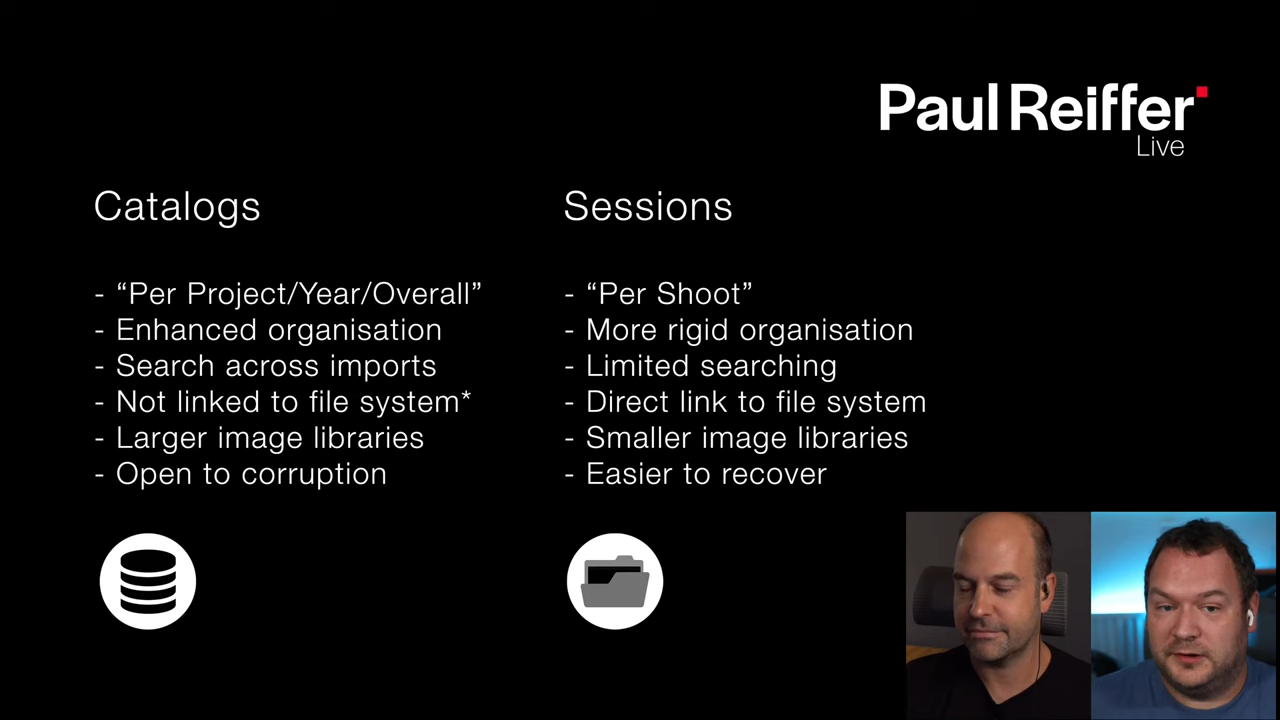 Paul Reiffer
Live
Catalogs
- “Per Project/Year/Overall”
- Enhanced organisation
- Search across imports
- Not linked to file system*
- Larger image libraries
- Open to corruption
Sessions
- “Per Shoot”
- More rigid organisation
- Limited searching
- Direct link to file system
- Smaller image libraries
- Easier to recover